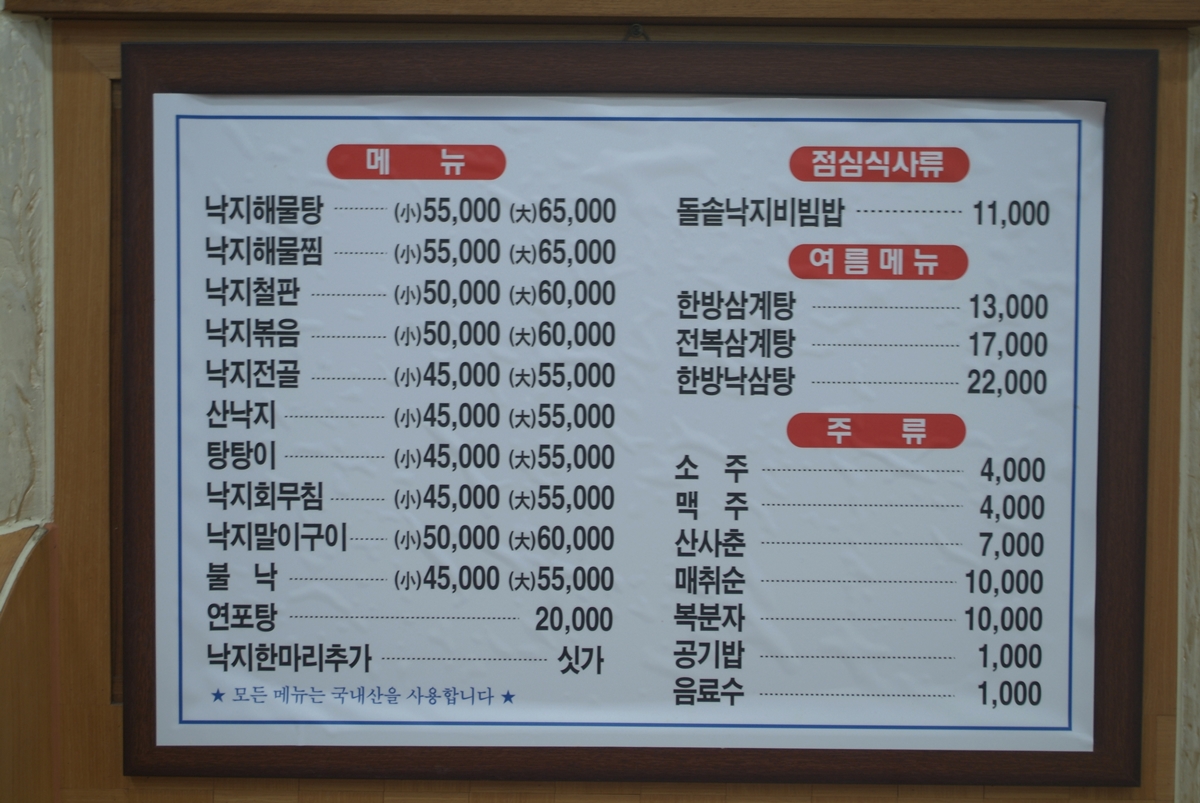 메 뉴
낙지해물탕 (小)55,000 (大)65,000
낙지해물찜 (小)55,000 (大)65,000
낙지철판 (小)50,000 (大)60,000
낙지볶음 (小)50,000 (大)60,000
낙지전골 (小)45,000 (大)55,000
산낙지 (小)45,000 (大)55,000
탕탕이 (小)45,000 (大)55,000
낙지회무침 (小)45,000 (大)55,000
낙지말이구이 (小)50,000 (大)60,000
불 낙 (小)45,000 (大)55,000
연포탕 20,000
낙지한마리추가 싯가
★ 모든 메뉴는 국내산을 사용합니다 ★
점심식사류
돌솥낙지비빔밥 11,000
여름메뉴
한방삼계탕 13,000
전복삼계탕 17,000
한방낙삼탕 22,000
주 류
소 주 4,000
맥 주 4,000
산사춘 7,000
매취순 10,000
복분자 10,000
공기밥 1,000
음료수 1,000